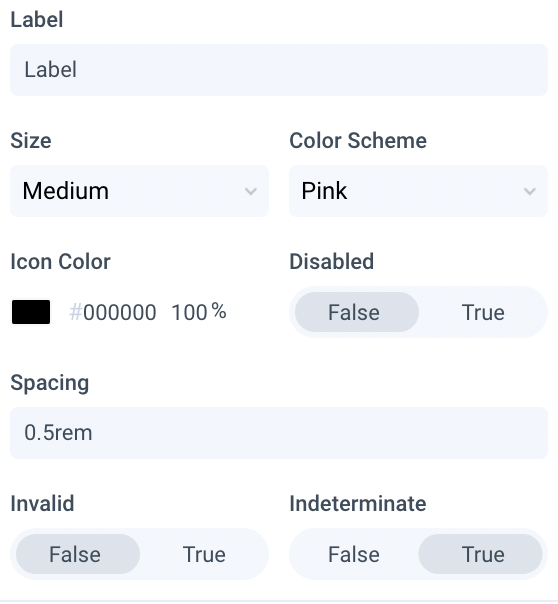 Label
Label
Size
Color Scheme
Medium
Pink
Icon Color
Disabled
#000000 100%
False True
Spacing
0.5rem
Invalid
Indeterminate
False True
False True